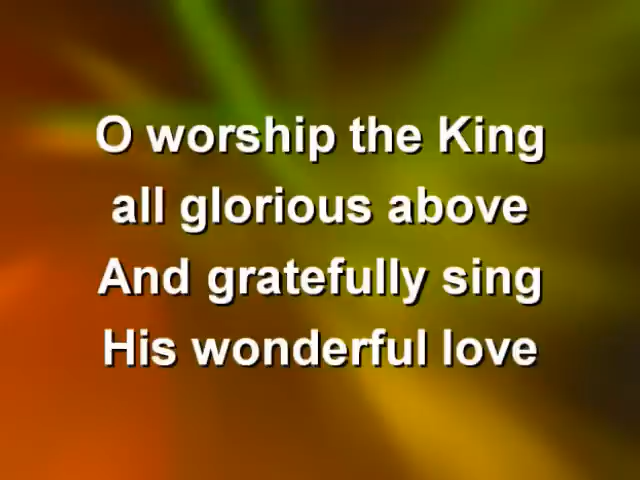 O worship the King
all glorious above
And gratefully sing
His wonderful love